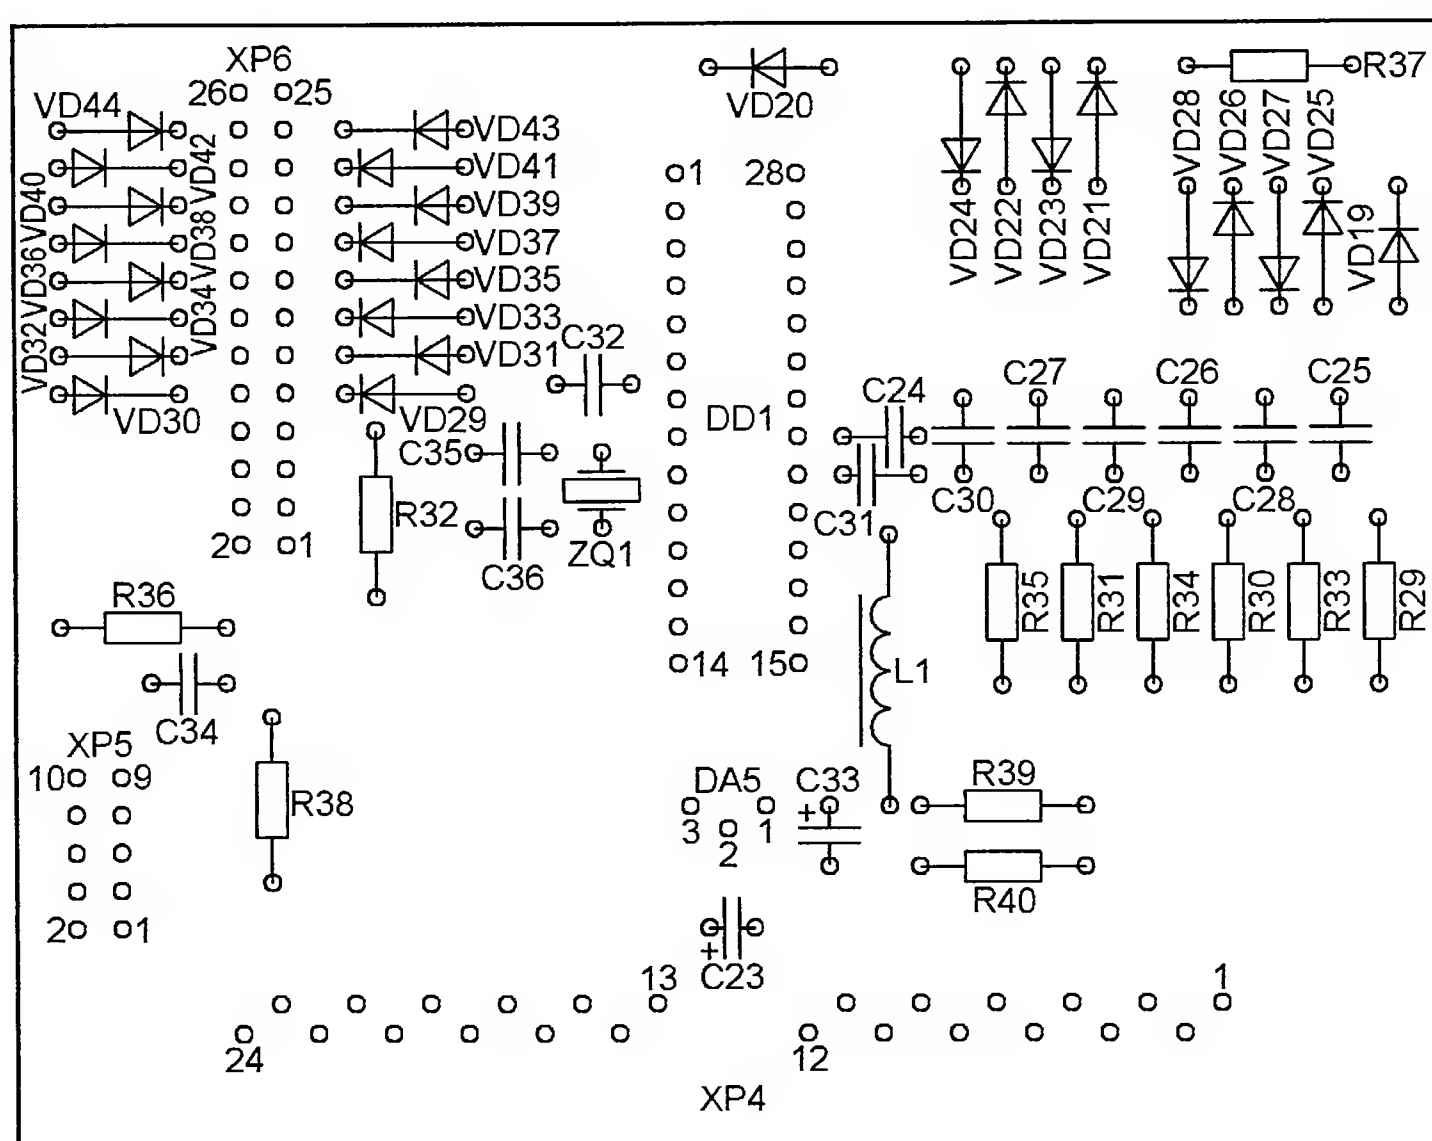 XP6
26 25
VD44
VD43
VD42
VD41
VD40
VD39
VD38
VD37
VD36
VD35
VD34
VD33
VD32
VD31
VD30
VD29
2 1
VD20
1 28
DD1
14 15
VD24
VD22
VD23
VD21
R37
VD28
VD26
VD27
VD25
VD19
C32
C35
C36
R32
ZQ1
C24
C31
C27
C26
C25
C30
C29
C28
R35
R31
R34
R30
R33
R29
L1
R36
C34
XP5
10 9
2 1
R38
DA5
3 2 1
C33
+
R39
R40
+
C23
13
1
24
12
XP4